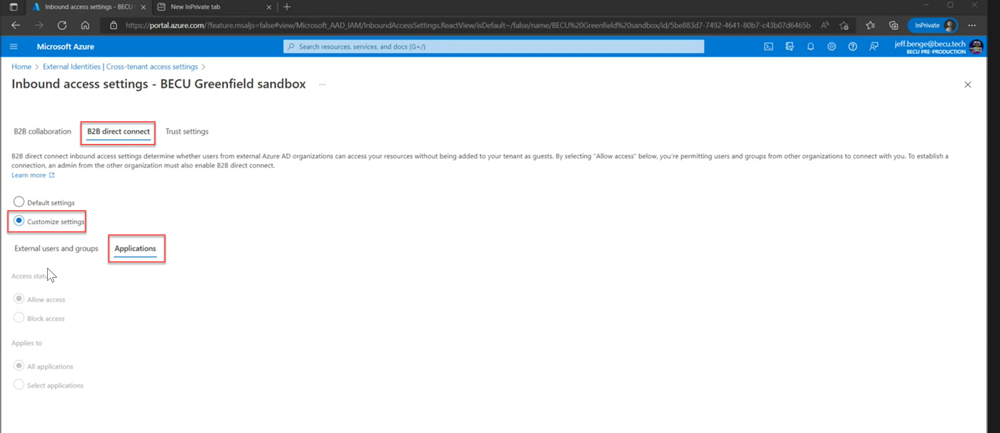 Inbound access settings - BECU
New InPrivate tab
https://portal.azure.com/?feature.msaljs=false#view/Microsoft_AAD_IAM/InboundAccessSettings.ReactView/isDefault~/false/name/BECU%20Greenfield%20sandbox/id/5be883d7-7492-4641-80b7-c43b07d6465b
InPrivate
Microsoft Azure
Search resources, services, and docs (G+/)
jeff.benge@becu.tech
BECU PRE-PRODUCTION
Home > External Identities | Cross-tenant access settings >
Inbound access settings - BECU Greenfield sandbox ...
B2B collaboration
B2B direct connect
Trust settings
B2B direct connect inbound access settings determine whether users from external Azure AD organizations can access your resources without being added to your tenant as guests. By selecting "Allow access" below, you're permitting users and groups from other organizations to connect with you. To establish a
connection, an admin from the other organization must also enable B2B direct connect.
Learn more
Default settings
Customize settings
External users and groups
Applications
Access statu
Allow access
Block access
Applies to
All applications
Select applications